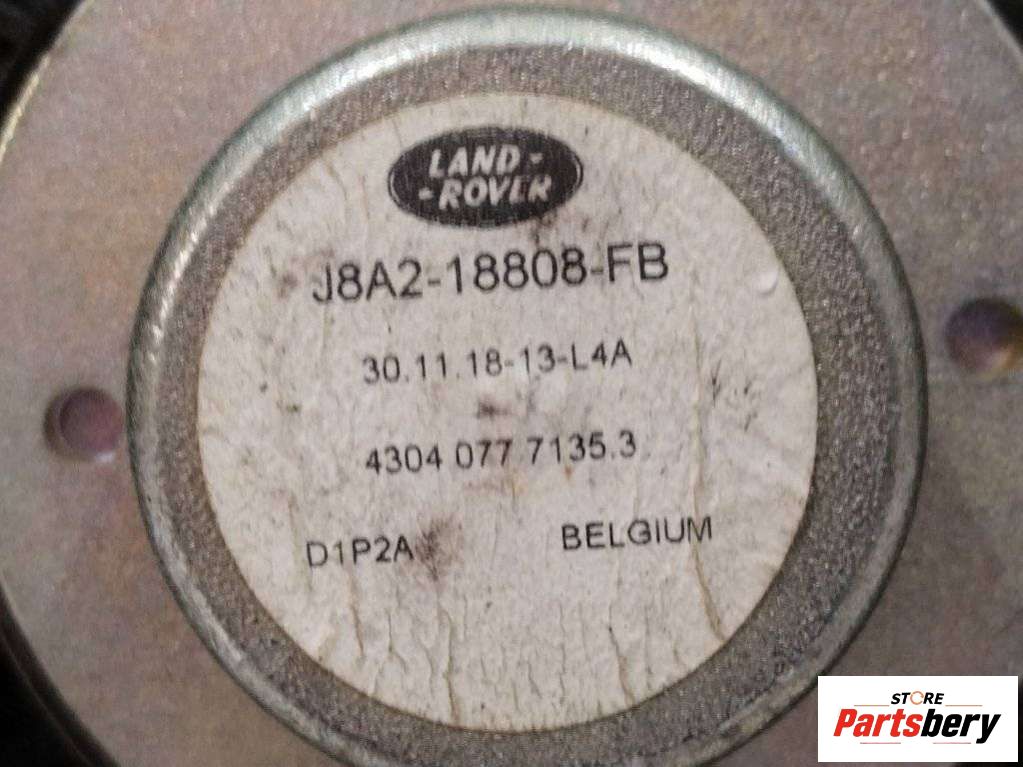 LAND-
-ROVER
J8A2-18808-FB
30.11.18-13-L4A
4304 077 7135.3
D1P2A BELGIUM
STORE
Partsbery